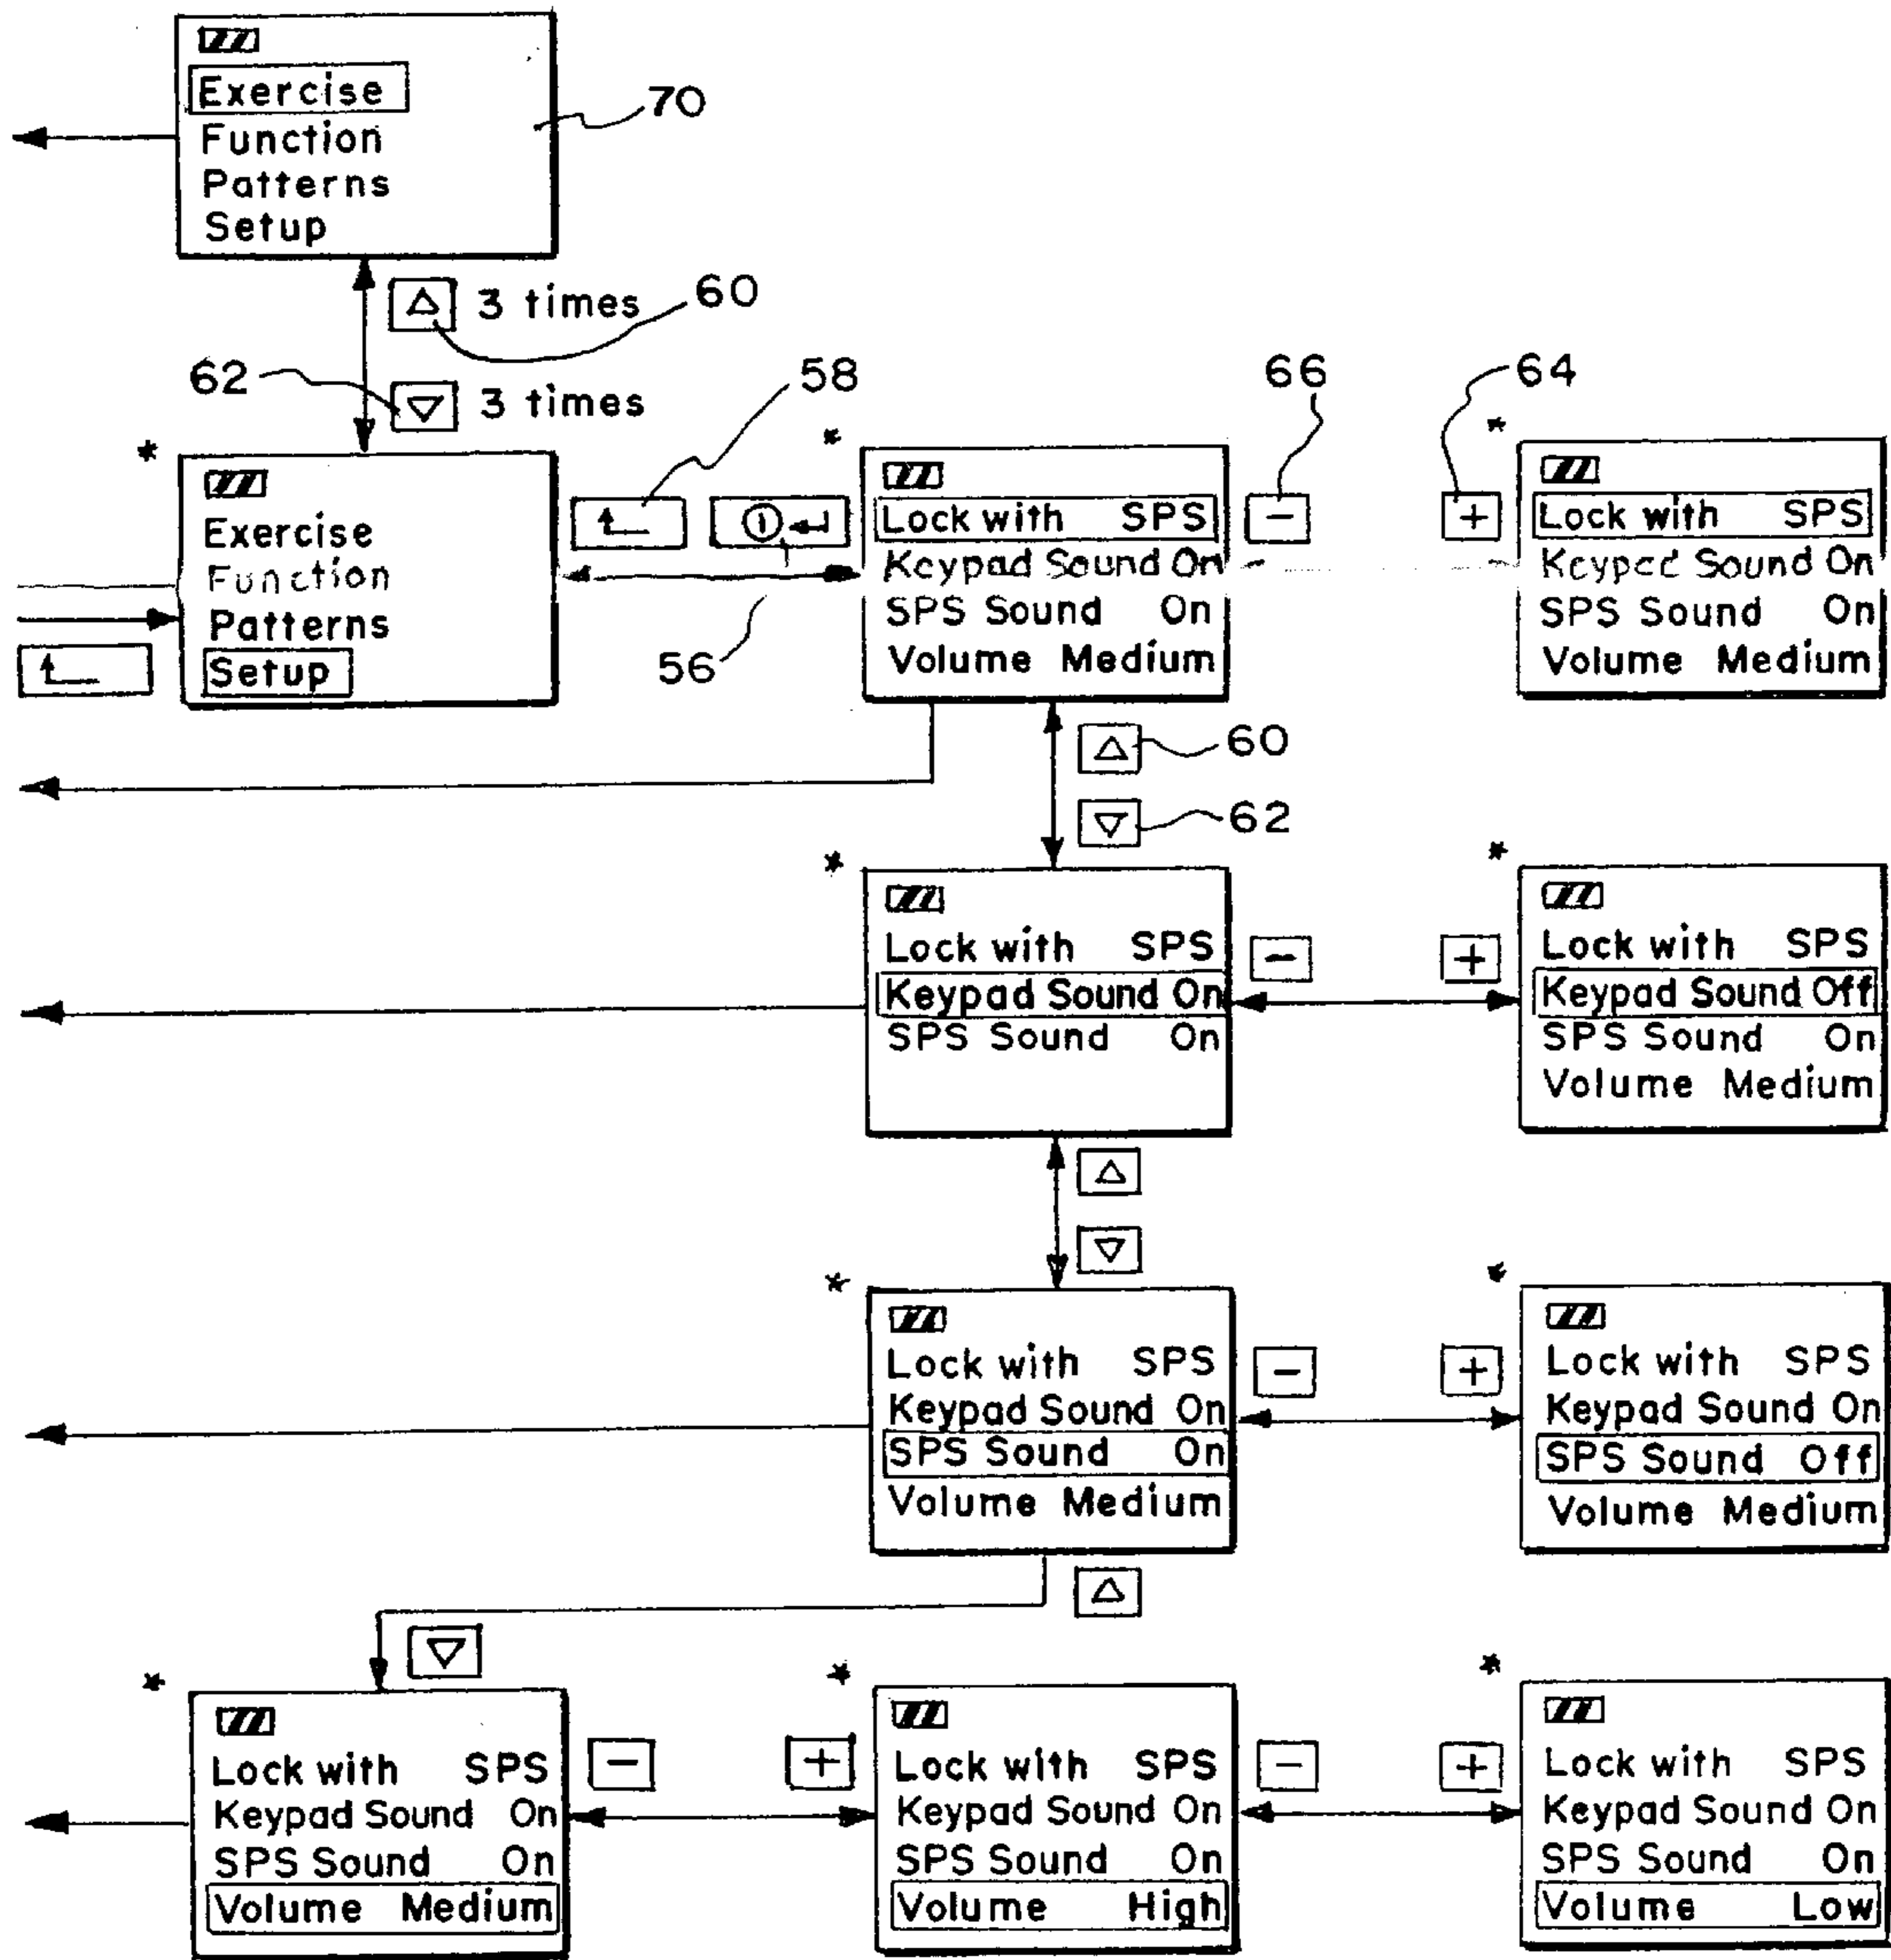 Exercise
Function
Patterns
Setup
70
3 times
60
62
3 times
*
Exercise
Function
Patterns
Setup
58
56
*
Lock with SPS
Keypad Sound On
SPS Sound On
Volume Medium
66
-
64
+
*
Lock with SPS
Keypad Sound On
SPS Sound On
Volume Medium
60
62
*
Lock with SPS
Keypad Sound On
SPS Sound On
-
+
*
Lock with SPS
Keypad Sound Off
SPS Sound On
Volume Medium
*
Lock with SPS
Keypad Sound On
SPS Sound On
Volume Medium
-
+
*
Lock with SPS
Keypad Sound On
SPS Sound Off
Volume Medium
*
Lock with SPS
Keypad Sound On
SPS Sound On
Volume Medium
-
+
*
Lock with SPS
Keypad Sound On
SPS Sound On
Volume High
-
+
*
Lock with SPS
Keypad Sound On
SPS Sound On
Volume Low